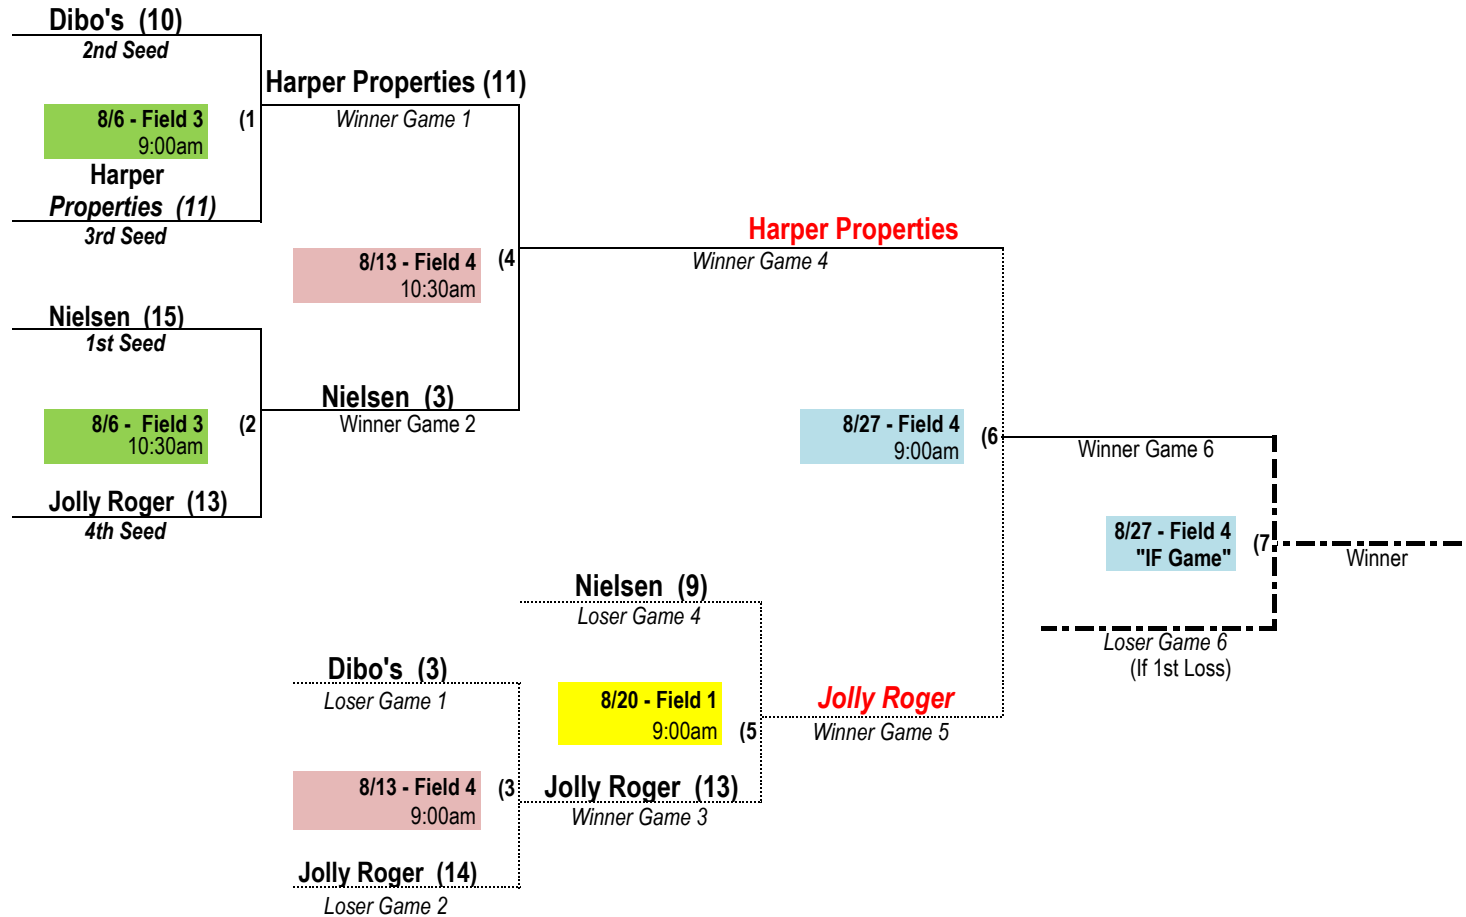 Dibo's (10)
2nd Seed
Harper Properties (11)
8/6 - Field 3 (1
9:00am
Winner Game 1
Harper
Properties (11)
3rd Seed
Harper Properties
8/13 - Field 4 (4
10:30am
Winner Game 4
Nielsen (15)
1st Seed
Nielsen (3)
Winner Game 2
8/6 - Field 3 (2
10:30am
8/27 - Field 4 (6
9:00am
Winner Game 6
Jolly Roger (13)
4th Seed
8/27 - Field 4 (7
"IF Game"
Winner
Nielsen (9)
Loser Game 4
Loser Game 6
(If 1st Loss)
Dibo's (3)
Loser Game 1
8/20 - Field 1
9:00am (5
Jolly Roger
Winner Game 5
8/13 - Field 4 (3
9:00am
Jolly Roger (13)
Winner Game 3
Jolly Roger (14)
Loser Game 2